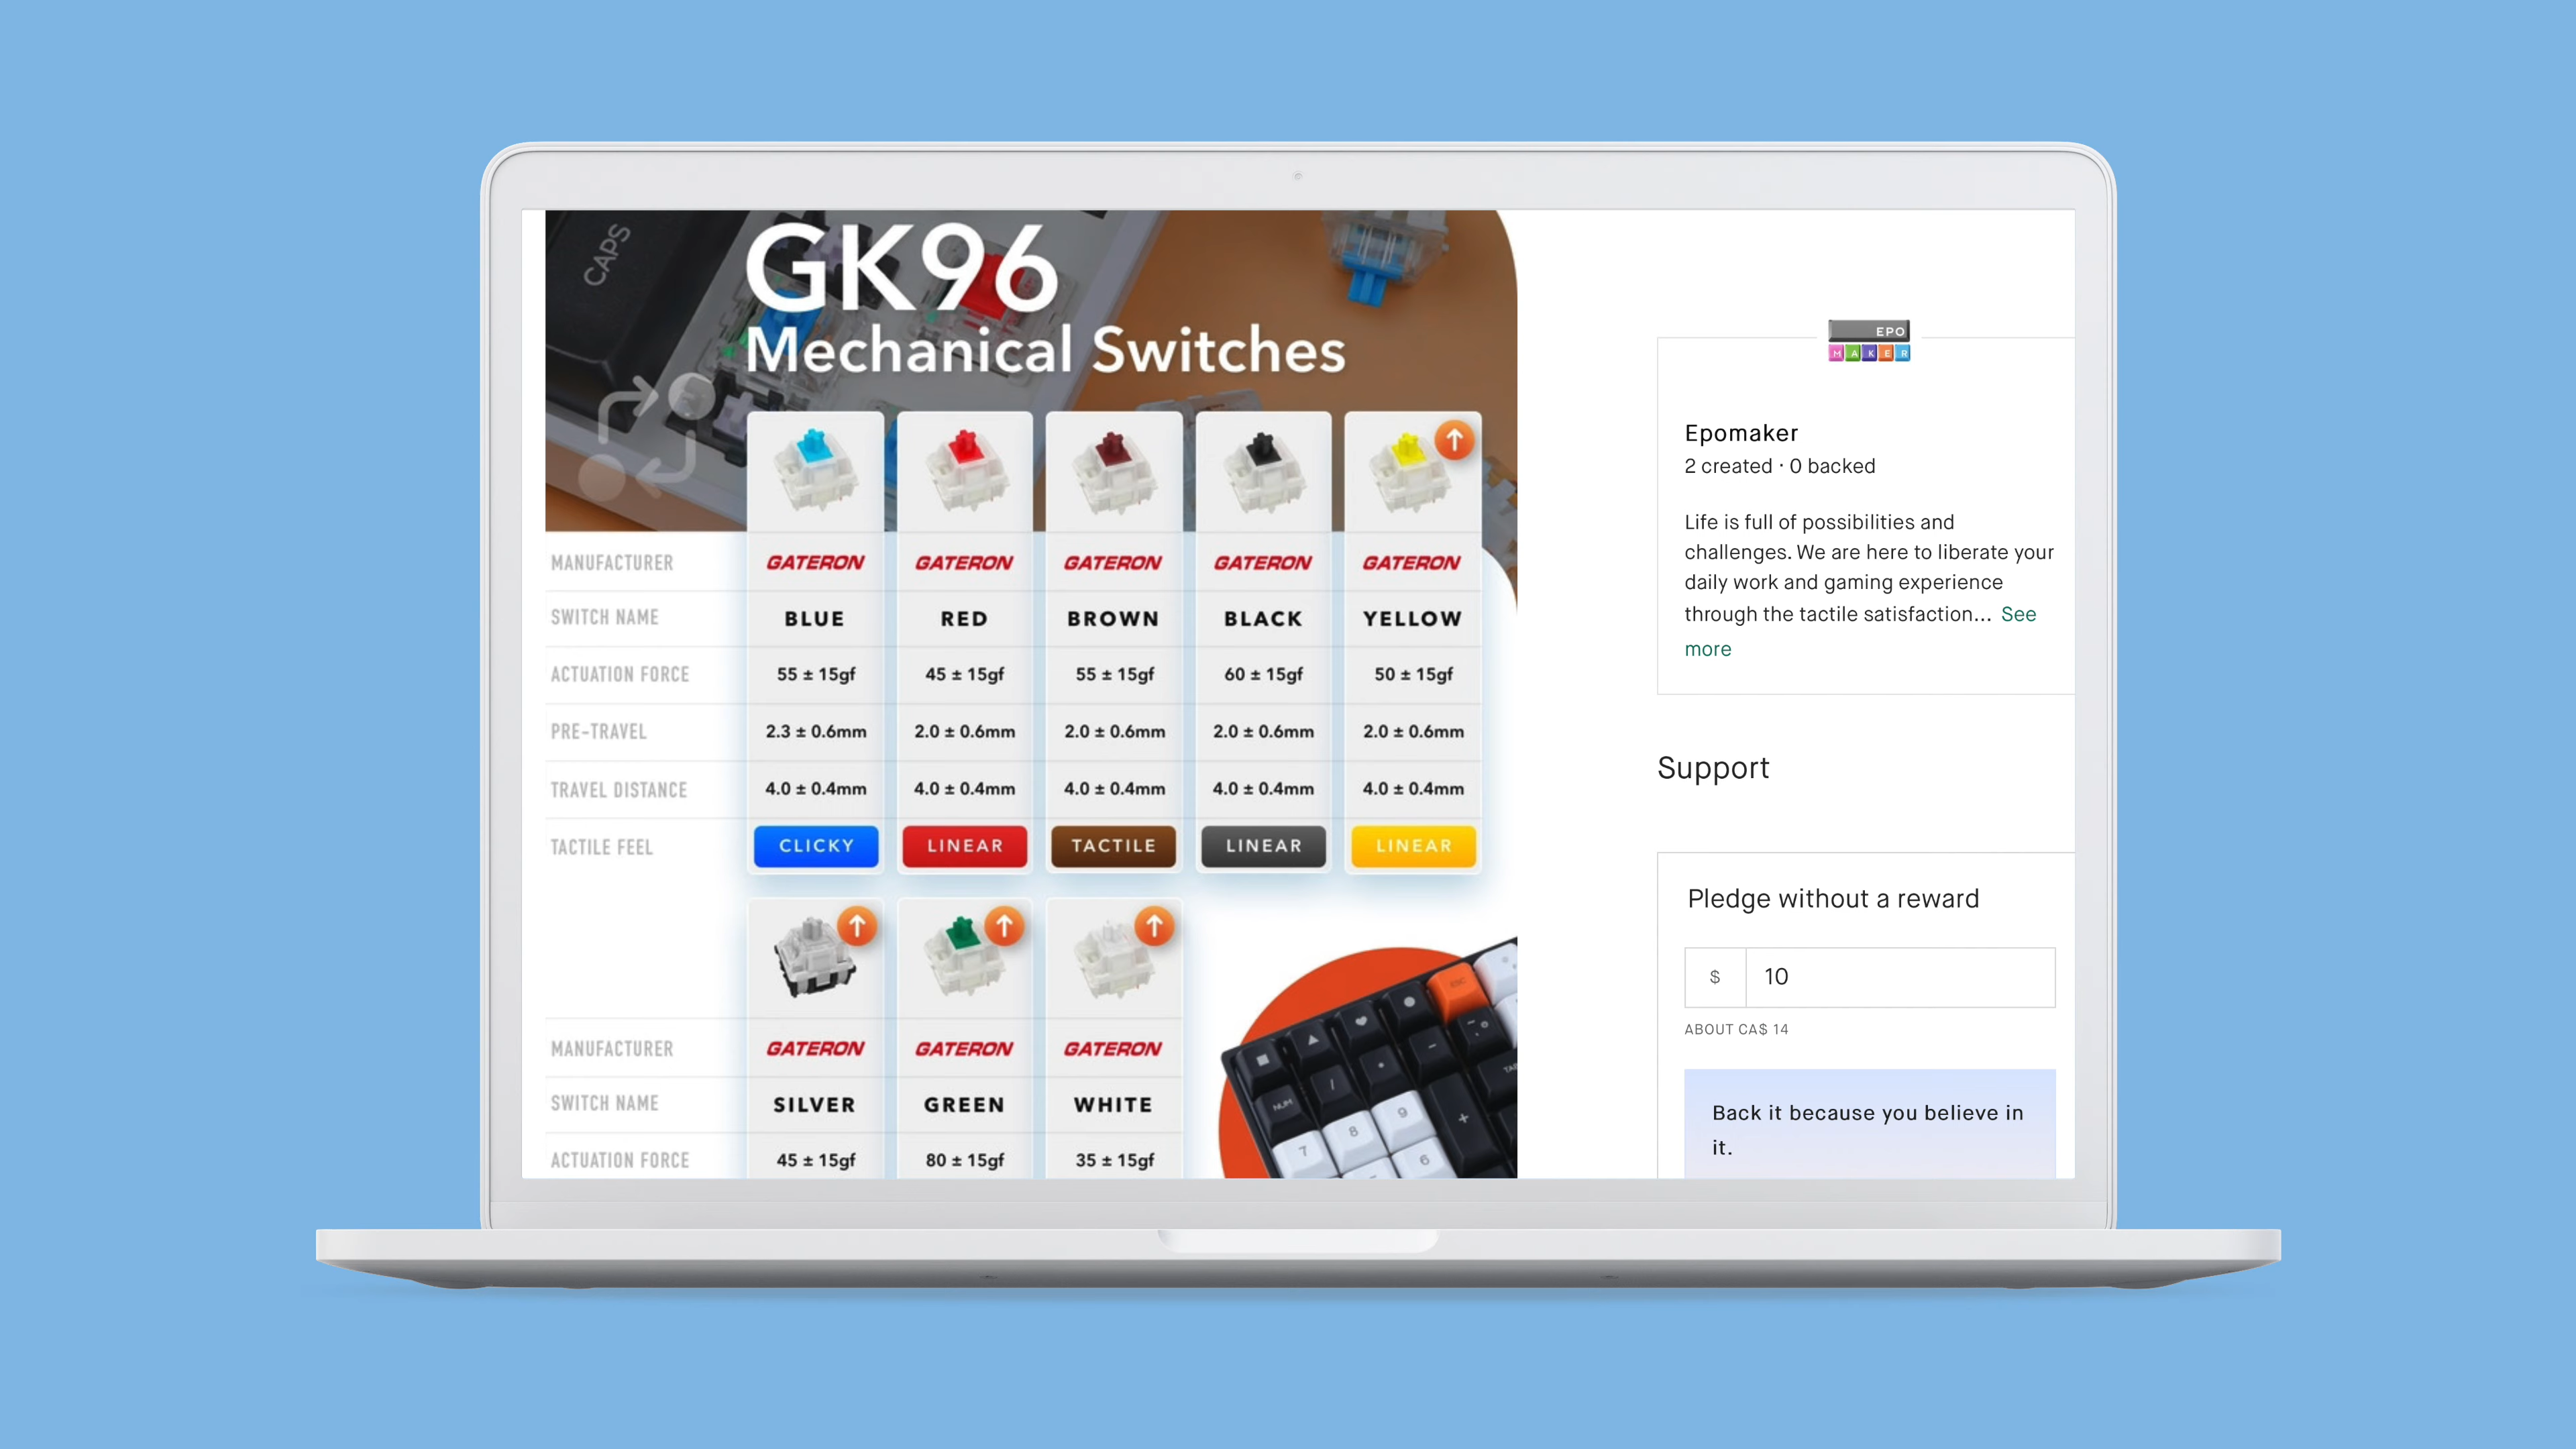 CAPS
GK96
Mechanical Switches
MANUFACTURER GATERON GATERON GATERON GATERON GATERON
SWITCH NAME BLUE RED BROWN BLACK YELLOW
ACTUATION FORCE 55 ± 15gf 45 ± 15gf 55 ± 15gf 60 ± 15gf 50 ± 15gf
PRE-TRAVEL 2.3 ± 0.6mm 2.0 ± 0.6mm 2.0 ± 0.6mm 2.0 ± 0.6mm 2.0 ± 0.6mm
TRAVEL DISTANCE 4.0 ± 0.4mm 4.0 ± 0.4mm 4.0 ± 0.4mm 4.0 ± 0.4mm 4.0 ± 0.4mm
TACTILE FEEL CLICKY LINEAR TACTILE LINEAR LINEAR
MANUFACTURER GATERON GATERON GATERON
SWITCH NAME SILVER GREEN WHITE
ACTUATION FORCE 45 ± 15gf 80 ± 15gf 35 ± 15gf
ESC
NUM / * -
7 8 9 +
6
EPO
MAKER
Epomaker
2 created · 0 backed
Life is full of possibilities and
challenges. We are here to liberate your
daily work and gaming experience
through the tactile satisfaction... See
more
Support
Pledge without a reward
$ 10
ABOUT CA$ 14
Back it because you believe in
it.